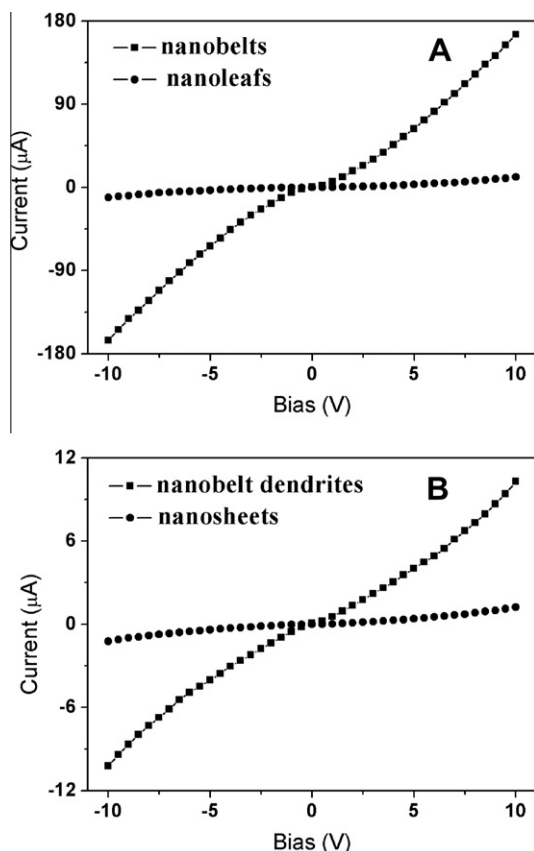 180
A
nanobelts
nanoleafs
90
0
-90
-180
Current (μA)
-10 -5 0 5 10
Bias (V)
12
B
nanobelt dendrites
nanosheets
6
0
-6
-12
Current (μA)
-10 -5 0 5 10
Bias (V)